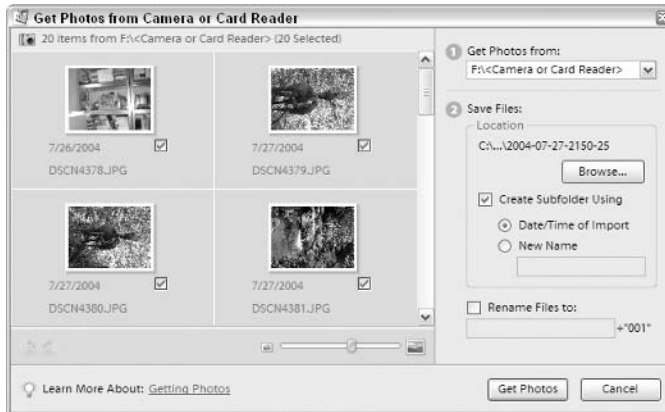 Get Photos from Camera or Card Reader
20 items from F:\<Camera or Card Reader> (20 Selected)
7/26/2004
DSCN4378.JPG
7/27/2004
DSCN4379.JPG
7/27/2004
DSCN4380.JPG
7/27/2004
DSCN4381.JPG
1 Get Photos from:
F:\<Camera or Card Reader>
2 Save Files:
Location
C:\...\2004-07-27-2150-25
Browse...
Create Subfolder Using
Date/Time of Import
New Name
Rename Files to:
+"001"
Learn More About: Getting Photos
Get Photos
Cancel